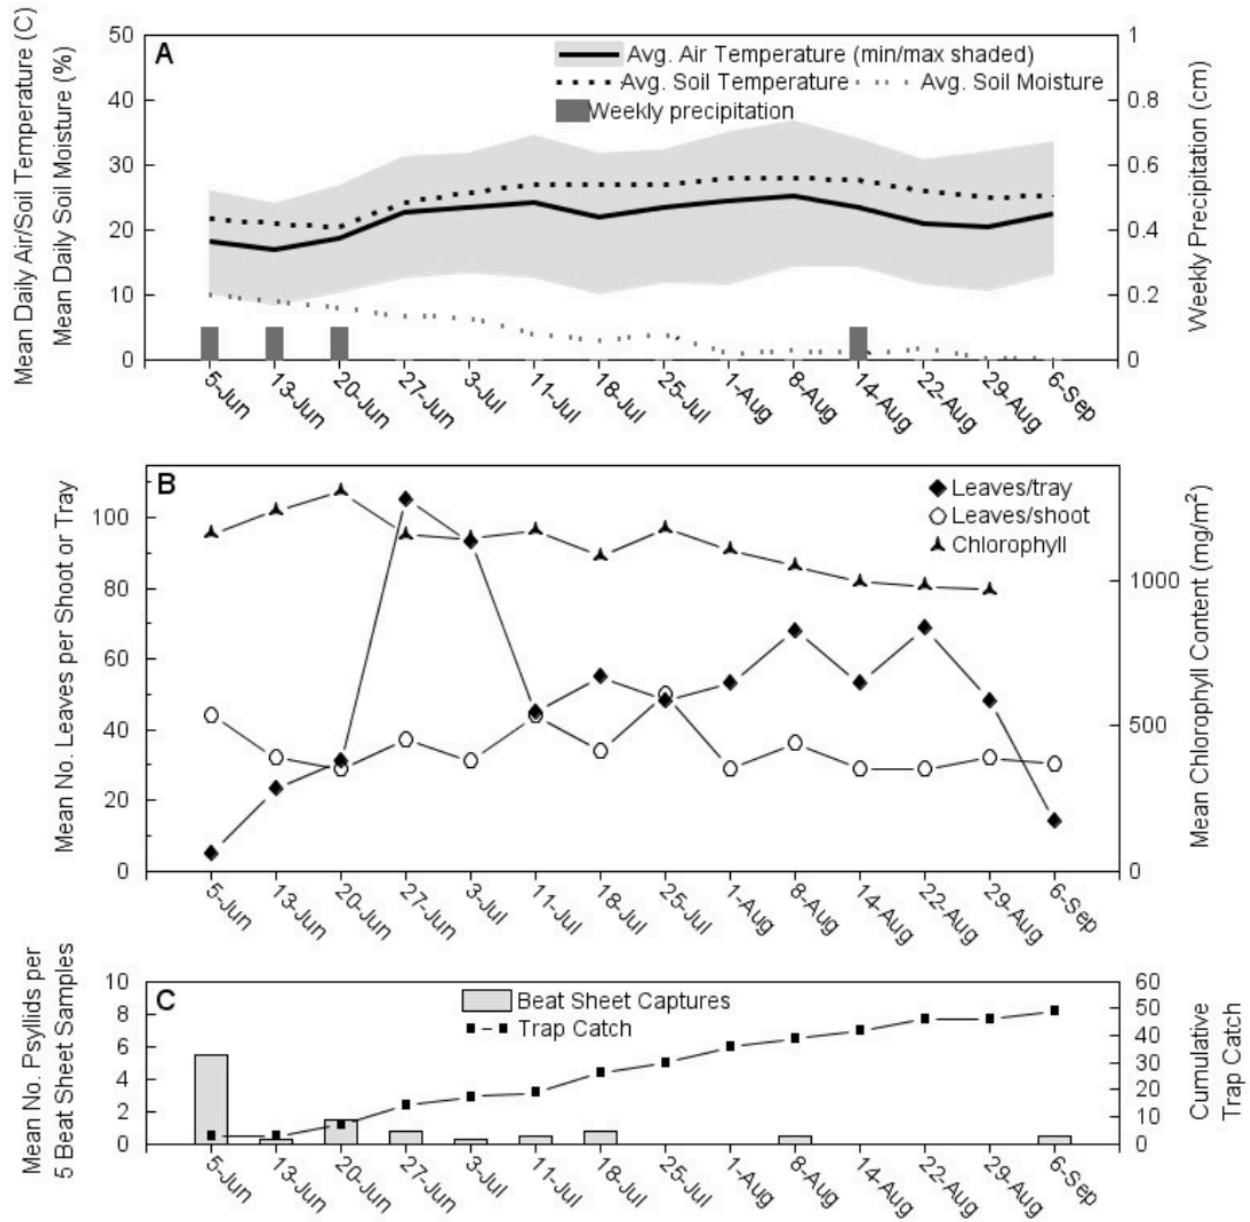 Mean Daily Air/Soil Temperature (C)
Mean Daily Soil Moisture (%)
50
40
30
20
10
0
A
Avg. Air Temperature (min/max shaded)
Avg. Soil Temperature
Avg. Soil Moisture
Weekly precipitation
1
0.8
0.6
0.4
0.2
0
Weekly Precipitation (cm)
5-Jun
13-Jun
20-Jun
27-Jun
3-Jul
11-Jul
18-Jul
25-Jul
1-Aug
8-Aug
14-Aug
22-Aug
29-Aug
6-Sep
Mean No. Leaves per Shoot or Tray
100
80
60
40
20
0
B
Leaves/tray
Leaves/shoot
Chlorophyll
1000
500
0
Mean Chlorophyll Content (mg/m²)
5-Jun
13-Jun
20-Jun
27-Jun
3-Jul
11-Jul
18-Jul
25-Jul
1-Aug
8-Aug
14-Aug
22-Aug
29-Aug
6-Sep
Mean No. Psyllids per
5 Beat Sheet Samples
10
8
6
4
2
0
C
Beat Sheet Captures
Trap Catch
60
50
40
30
20
10
0
Cumulative
Trap Catch
5-Jun
13-Jun
20-Jun
27-Jun
3-Jul
11-Jul
18-Jul
25-Jul
1-Aug
8-Aug
14-Aug
22-Aug
29-Aug
6-Sep